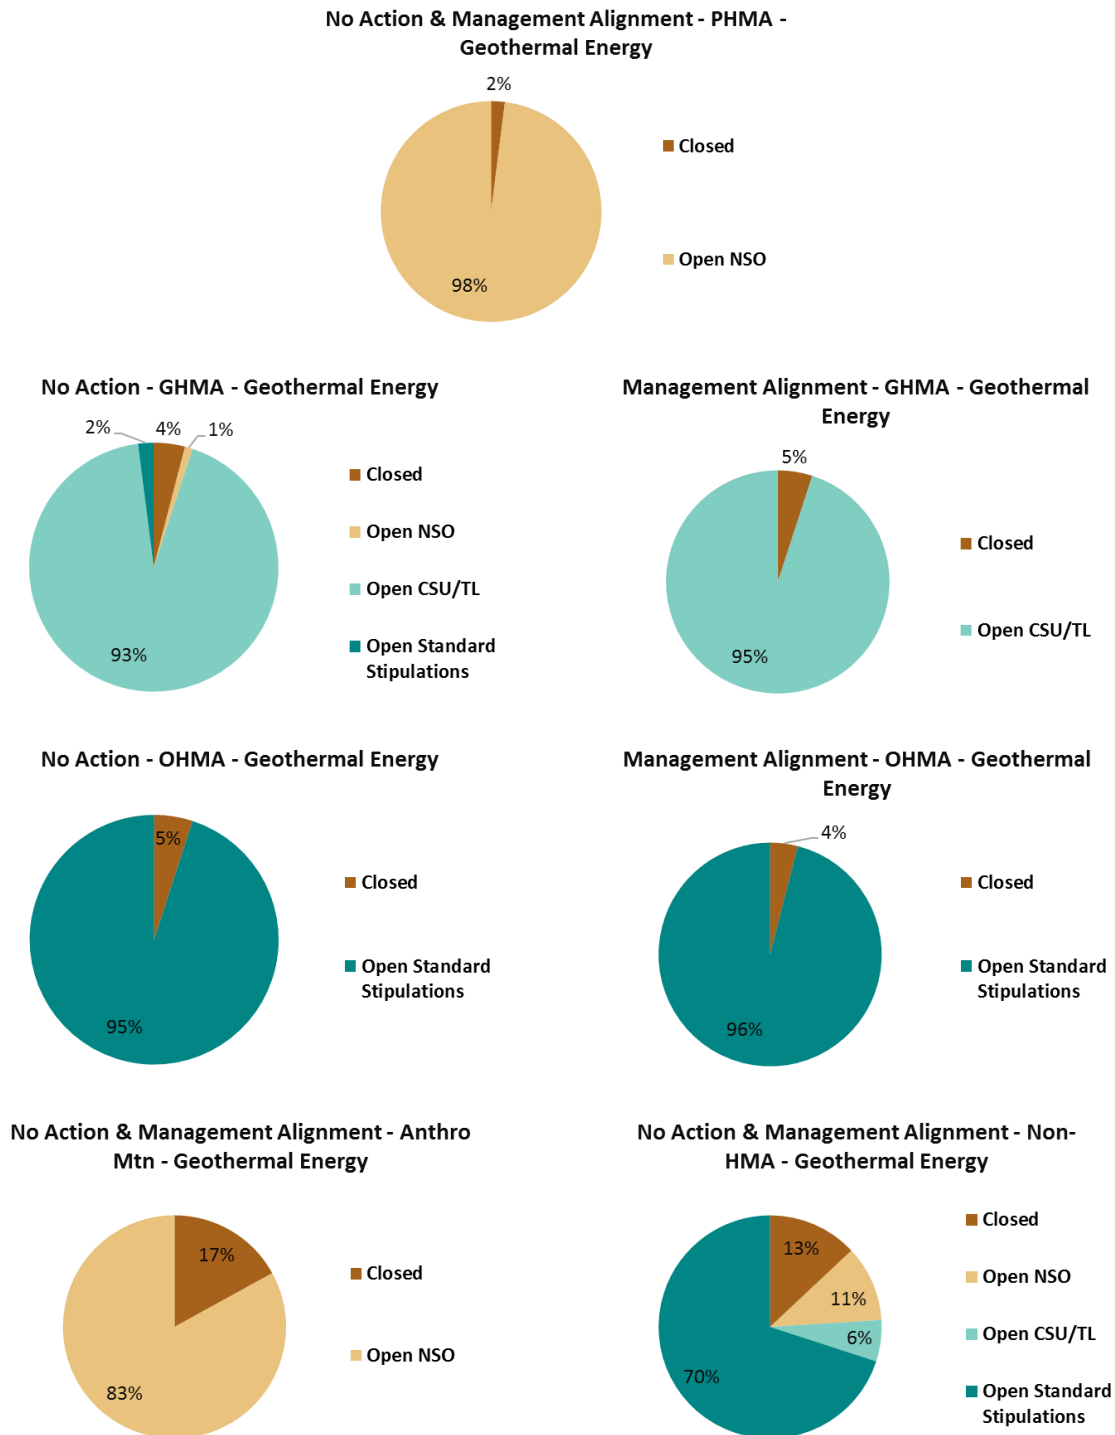 No Action & Management Alignment - PHMA -
Geothermal Energy
2%
Closed
Open NSO
98%
No Action - GHMA - Geothermal Energy
2%
4%
1%
Closed
Open NSO
Open CSU/TL
Open Standard
Stipulations
93%
Management Alignment - GHMA - Geothermal
Energy
5%
Closed
Open CSU/TL
95%
No Action - OHMA - Geothermal Energy
5%
Closed
Open Standard
Stipulations
95%
Management Alignment - OHMA - Geothermal
Energy
4%
Closed
Open Standard
Stipulations
96%
No Action & Management Alignment - Anthro
Mtn - Geothermal Energy
17%
Closed
Open NSO
83%
No Action & Management Alignment - Non-
HMA - Geothermal Energy
13%
11%
6%
70%
Closed
Open NSO
Open CSU/TL
Open Standard
Stipulations